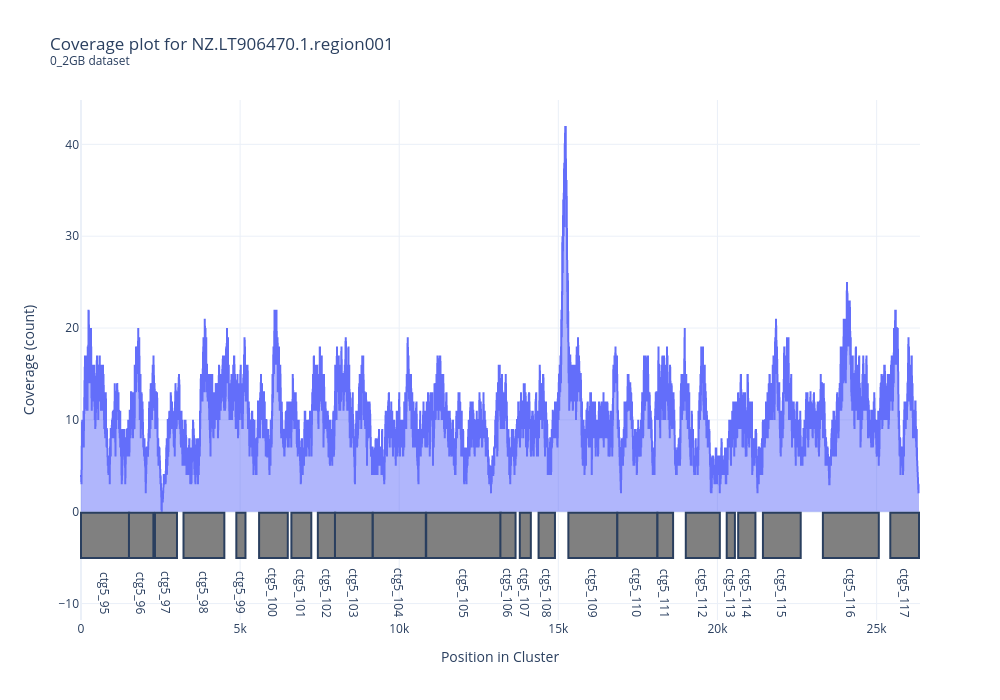 Coverage plot for NZ.LT906470.1.region001
0_2GB dataset
Coverage (count)
40
30
20
10
0
−10
ctg5_95
ctg5_96
ctg5_97
ctg5_98
ctg5_99
ctg5_100
ctg5_101
ctg5_102
ctg5_103
ctg5_104
ctg5_105
ctg5_106
ctg5_107
ctg5_108
ctg5_109
ctg5_110
ctg5_111
ctg5_112
ctg5_113
ctg5_114
ctg5_115
ctg5_116
ctg5_117
0
5k
10k
15k
20k
25k
Position in Cluster